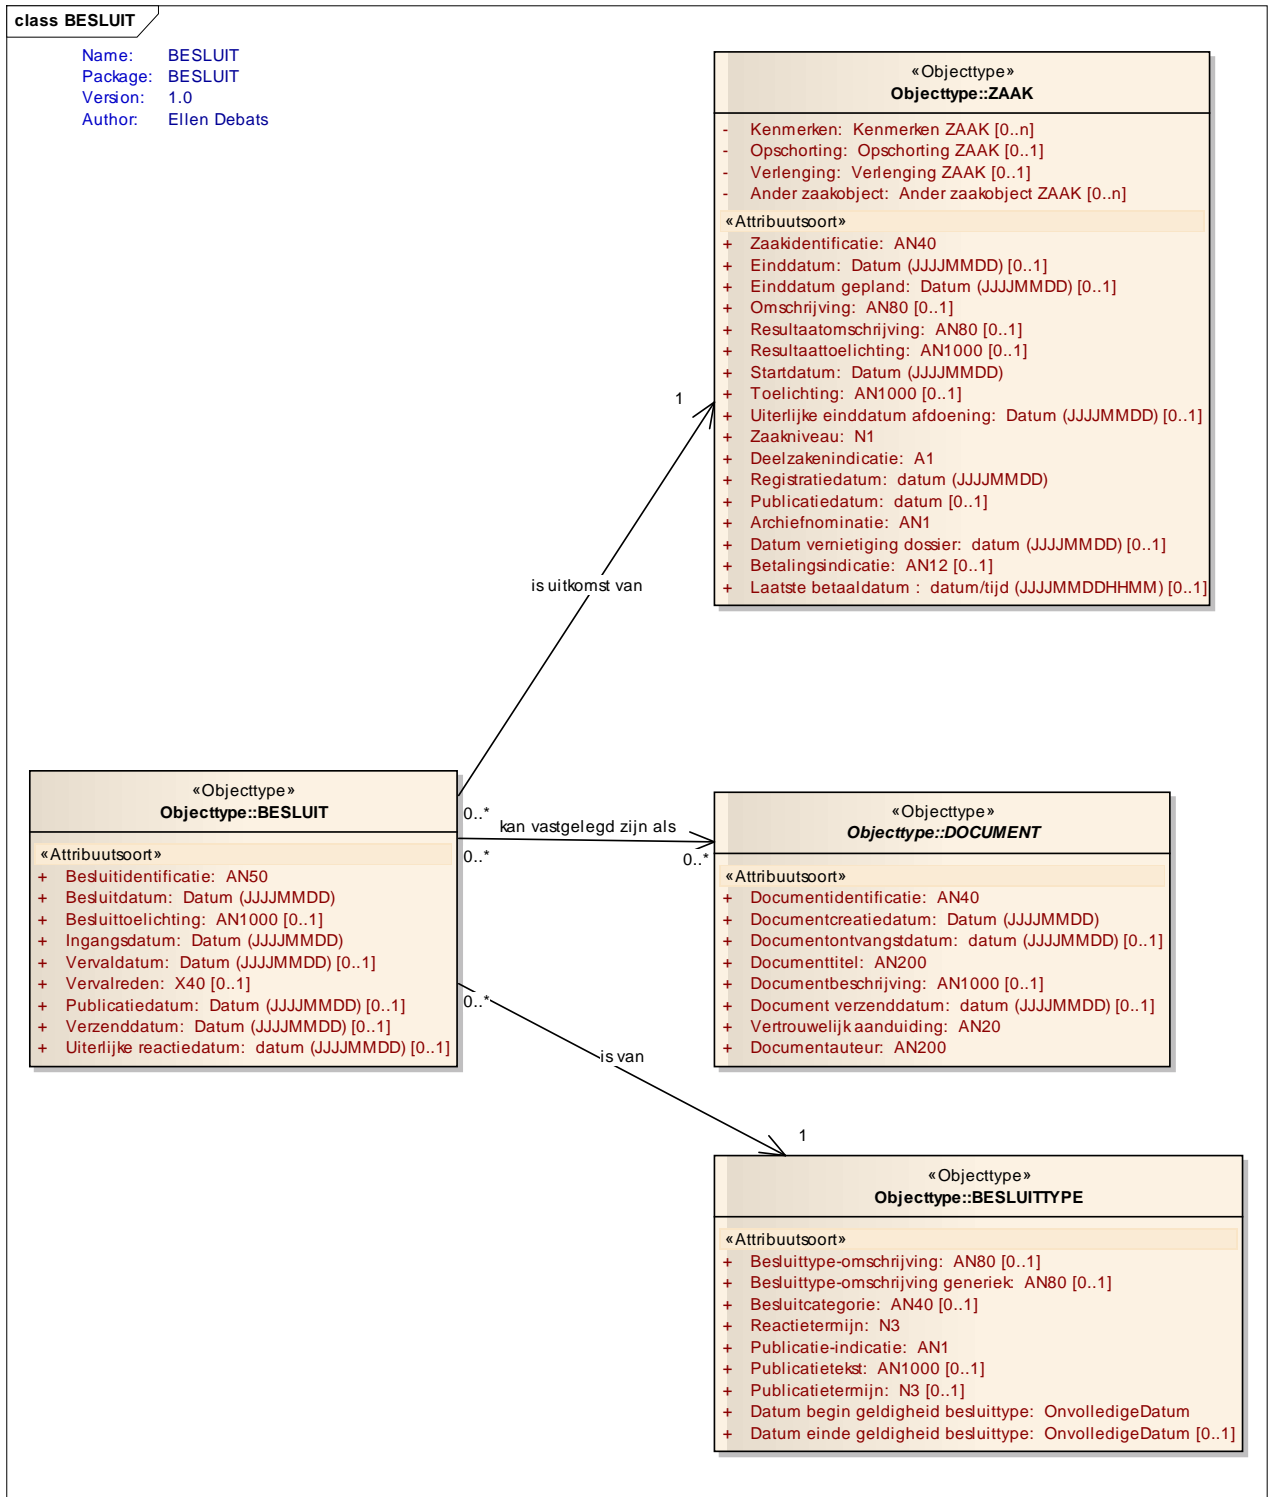 class BESLUIT
Name: BESLUIT
Package: BESLUIT
Version: 1.0
Author: Ellen Debats
«Objecttype»
Objecttype::ZAAK
- Kenmerken: Kenmerken ZAAK [0..n]
- Opschorting: Opschorting ZAAK [0..1]
- Verlenging: Verlenging ZAAK [0..1]
- Ander zaakobject: Ander zaakobject ZAAK [0..n]
«Attribuutsoort»
+ Zaakidentificatie: AN40
+ Einddatum: Datum (JJJJMMDD) [0..1]
+ Einddatum gepland: Datum (JJJJMMDD) [0..1]
+ Omschrijving: AN80 [0..1]
+ Resultaatomschrijving: AN80 [0..1]
+ Resultaattoelichting: AN1000 [0..1]
+ Startdatum: Datum (JJJJMMDD)
+ Toelichting: AN1000 [0..1]
+ Uiterlijke einddatum afdoening: Datum (JJJJMMDD) [0..1]
+ Zaakniveau: N1
+ Deelzakenindicatie: A1
+ Registratiedatum: datum (JJJJMMDD)
+ Publicatiedatum: datum [0..1]
+ Archiefnominatie: AN1
+ Datum vernietiging dossier: datum (JJJJMMDD) [0..1]
+ Betalingsindicatie: AN12 [0..1]
+ Laatste betaaldatum : datum/tijd (JJJJMMDDHHMM) [0..1]
1
is uitkomst van
0..*
«Objecttype»
Objecttype::BESLUIT
«Attribuutsoort»
+ Besluitidentificatie: AN50
+ Besluitdatum: Datum (JJJJMMDD)
+ Besluittoelichting: AN1000 [0..1]
+ Ingangsdatum: Datum (JJJJMMDD)
+ Vervaldatum: Datum (JJJJMMDD) [0..1]
+ Vervalreden: X40 [0..1]
+ Publicatiedatum: Datum (JJJJMMDD) [0..1]
+ Verzenddatum: Datum (JJJJMMDD) [0..1]
+ Uiterlijke reactiedatum: datum (JJJJMMDD) [0..1]
kan vastgelegd zijn als
0..*
0..*
«Objecttype»
Objecttype::DOCUMENT
«Attribuutsoort»
+ Documentidentificatie: AN40
+ Documentcreatiedatum: Datum (JJJJMMDD)
+ Documentontvangstdatum: datum (JJJJMMDD) [0..1]
+ Documenttitel: AN200
+ Documentbeschrijving: AN1000 [0..1]
+ Document verzenddatum: datum (JJJJMMDD) [0..1]
+ Vertrouwelijk aanduiding: AN20
+ Documentauteur: AN200
0..*
is van
1
«Objecttype»
Objecttype::BESLUITTYPE
«Attribuutsoort»
+ Besluittype-omschrijving: AN80 [0..1]
+ Besluittype-omschrijving generiek: AN80 [0..1]
+ Besluitcategorie: AN40 [0..1]
+ Reactietermijn: N3
+ Publicatie-indicatie: AN1
+ Publicatietekst: AN1000 [0..1]
+ Publicatietermijn: N3 [0..1]
+ Datum begin geldigheid besluittype: OnvolledigeDatum
+ Datum einde geldigheid besluittype: OnvolledigeDatum [0..1]